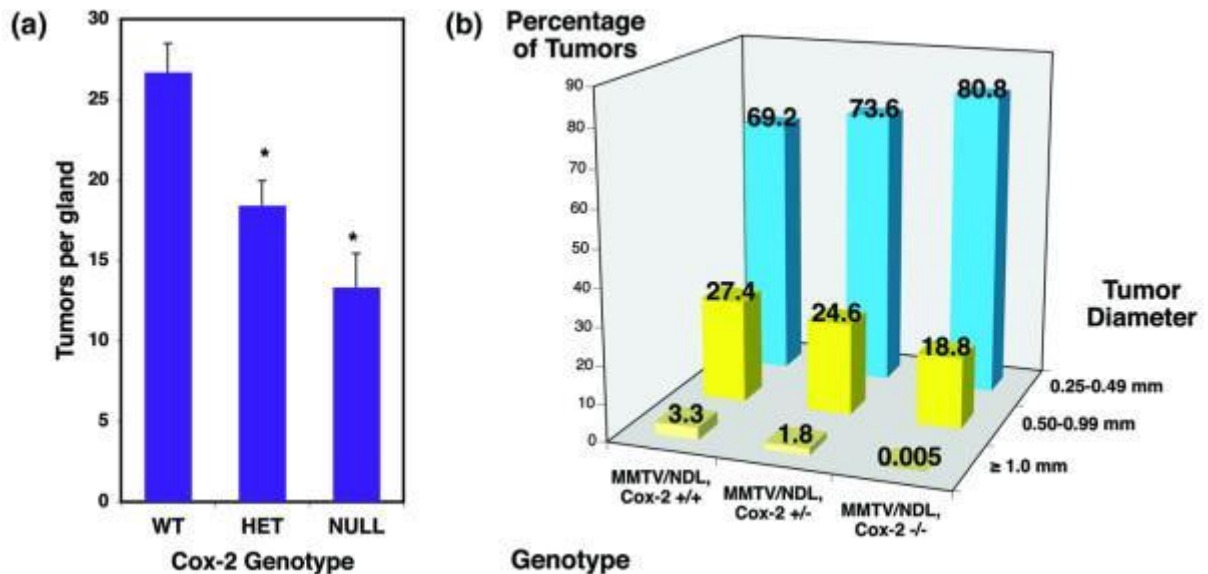 (a)
30
25
20
15
10
5
0
Tumors per gland
*
*
WT HET NULL
Cox-2 Genotype
(b)
Percentage
of Tumors
90
80
70
60
50
40
30
20
10
0
69.2 73.6 80.8
27.4 24.6 18.8
3.3 1.8 0.005
Tumor
Diameter
0.25-0.49 mm
0.50-0.99 mm
≥ 1.0 mm
MMTV/NDL,
Cox-2 +/+
MMTV/NDL,
Cox-2 +/-
MMTV/NDL,
Cox-2 -/-
Genotype